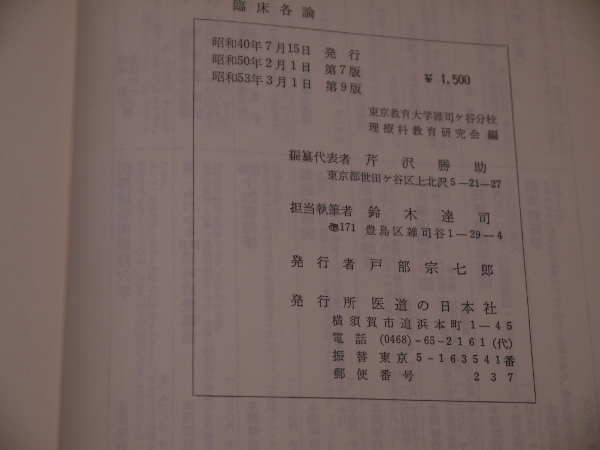 臨床各論
昭和40年7月15日 発行
昭和50年2月1日 第7版
昭和53年3月1日 第9版
¥ 1,500
東京教育大学雑司ケ谷分校
理療科教育研究会 編
編纂代表者 芹沢勝助
東京都世田ケ谷区上北沢5―21―27
担当執筆者 鈴木達司
〠171 豊島区雑司谷1―29―4
発行者 戸部宗七郎
発行所 医道の日本社
横須賀市追浜本町1―45
電話 (0468)-65-2161(代)
振替東京5-163541番
郵便番号 237